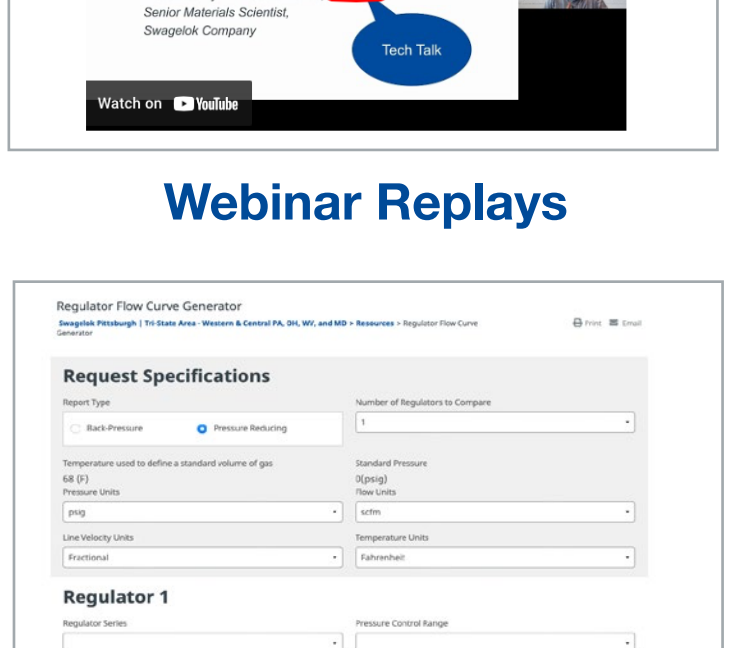 Senior Materials Scientist,
Swagelok Company
Tech Talk
Watch on YouTube
Webinar Replays
Regulator Flow Curve Generator
Swagelok Pittsburgh | Tri-State Area - Western & Central PA, OH, WV, and MD > Resources > Regulator Flow Curve
Generator
Print Email
Request Specifications
Report Type
Number of Regulators to Compare
Back-Pressure Pressure Reducing
1
Temperature used to define a standard volume of gas
Standard Pressure
68 (F)
0(psig)
Pressure Units
Flow Units
psig
scfm
Line Velocity Units
Temperature Units
Fractional
Fahrenheit
Regulator 1
Regulator Series
Pressure Control Range